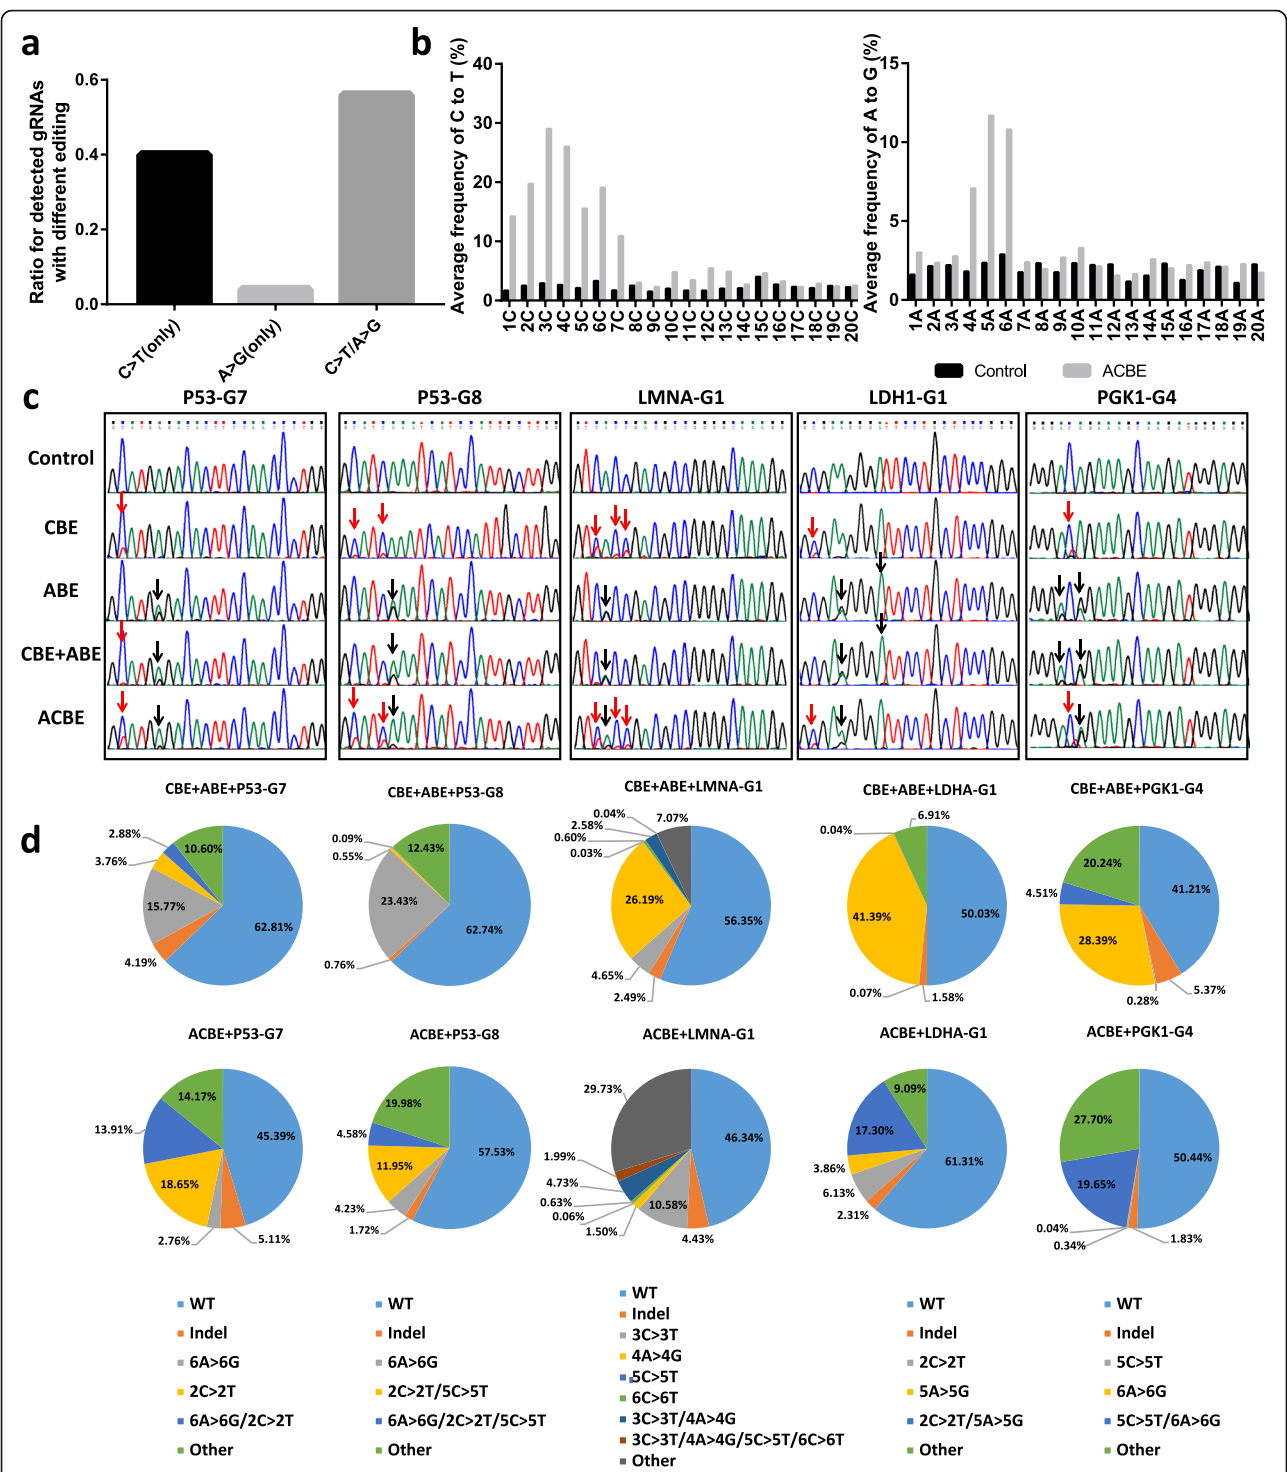 a
Ratio for detected gRNAs
with different editing
0.6
0.4
0.2
0.0
C>T(only)
A>G(only)
C>T/A>G
b
Average frequency of C to T (%)
40
30
20
10
0
1C 2C 3C 4C 5C 6C 7C 8C 9C 10C 11C 12C 13C 14C 15C 16C 17C 18C 19C 20C
Average frequency of A to G (%)
15
10
5
0
1A 2A 3A 4A 5A 6A 7A 8A 9A 10A 11A 12A 13A 14A 15A 16A 17A 18A 19A 20A
Control ACBE
c
P53-G7 P53-G8 LMNA-G1 LDH1-G1 PGK1-G4
Control
CBE
ABE
CBE+ABE
ACBE
d
CBE+ABE+P53-G7
2.88%
3.76%
15.77%
4.19%
10.60%
62.81%
CBE+ABE+P53-G8
0.09%
0.55%
23.43%
0.76%
12.43%
62.74%
CBE+ABE+LMNA-G1
0.04%
2.58%
0.60%
0.03%
7.07%
26.19%
56.35%
4.65%
2.49%
CBE+ABE+LDHA-G1
0.04%
6.91%
41.39%
50.03%
0.07%
1.58%
CBE+ABE+PGK1-G4
20.24%
4.51%
41.21%
28.39%
0.28%
5.37%
ACBE+P53-G7
14.17%
13.91%
45.39%
18.65%
2.76%
5.11%
ACBE+P53-G8
19.98%
4.58%
57.53%
11.95%
4.23%
1.72%
ACBE+LMNA-G1
29.73%
46.34%
1.99%
4.73%
0.63%
0.06%
1.50%
10.58%
4.43%
ACBE+LDHA-G1
9.09%
17.30%
3.86%
61.31%
6.13%
2.31%
ACBE+PGK1-G4
27.70%
50.44%
19.65%
0.04%
0.34%
1.83%
WT
Indel
6A>6G
2C>2T
6A>6G/2C>2T
Other
WT
Indel
6A>6G
2C>2T/5C>5T
6A>6G/2C>2T/5C>5T
Other
WT
Indel
3C>3T
4A>4G
5C>5T
6C>6T
3C>3T/4A>4G
3C>3T/4A>4G/5C>5T/6C>6T
Other
WT
Indel
2C>2T
5A>5G
2C>2T/5A>5G
Other
WT
Indel
5C>5T
6A>6G
5C>5T/6A>6G
Other